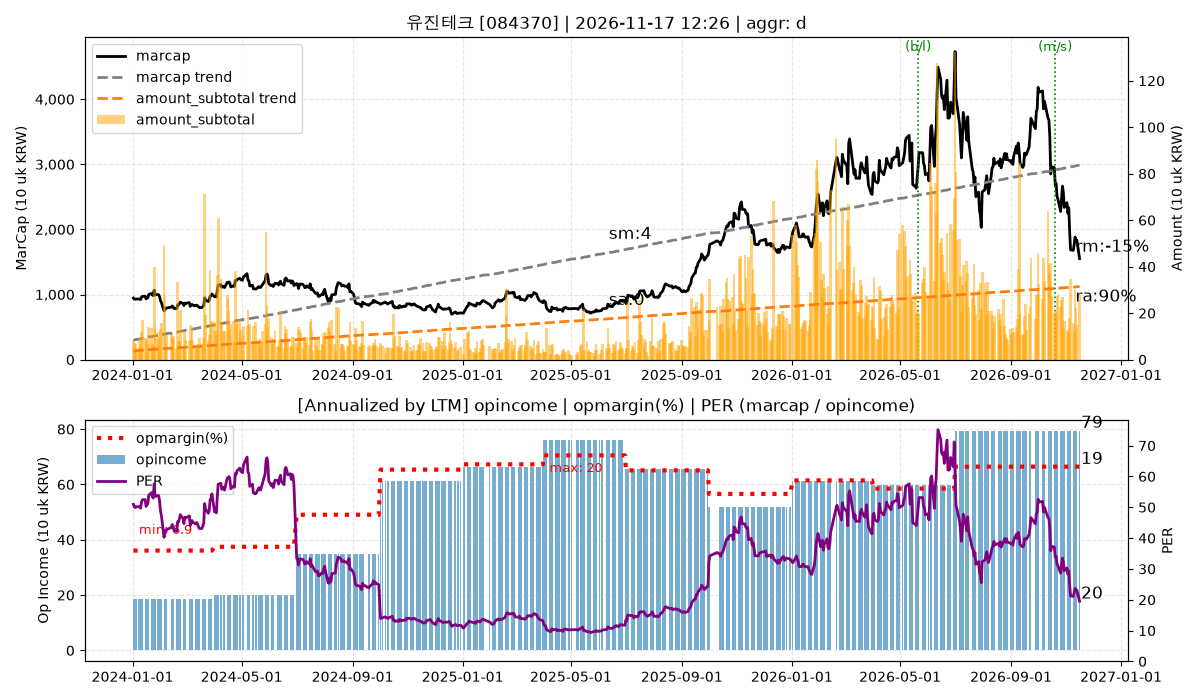 유진테크 [084370] | 2026-11-17 12:26 | aggr: d
marcap
marcap trend
amount_subtotal trend
amount_subtotal
(b/l)
(m/s)
sm:4
sa:0
rm:-15%
ra:90%
MarCap (10 uk KRW)
4,000
3,000
2,000
1,000
0
Amount (10 uk KRW)
120
100
80
60
40
20
0
2024-01-01 2024-05-01 2024-09-01 2025-01-01 2025-05-01 2025-09-01 2026-01-01 2026-05-01 2026-09-01 2027-01-01
[Annualized by LTM] opincome | opmargin(%) | PER (marcap / opincome)
opmargin(%)
opincome
PER
max: 20
79
19
20
Op Income (10 uk KRW)
80
60
40
20
0
PER
70
60
50
40
30
20
10
0
2024-01-01 2024-05-01 2024-09-01 2025-01-01 2025-05-01 2025-09-01 2026-01-01 2026-05-01 2026-09-01 2027-01-01